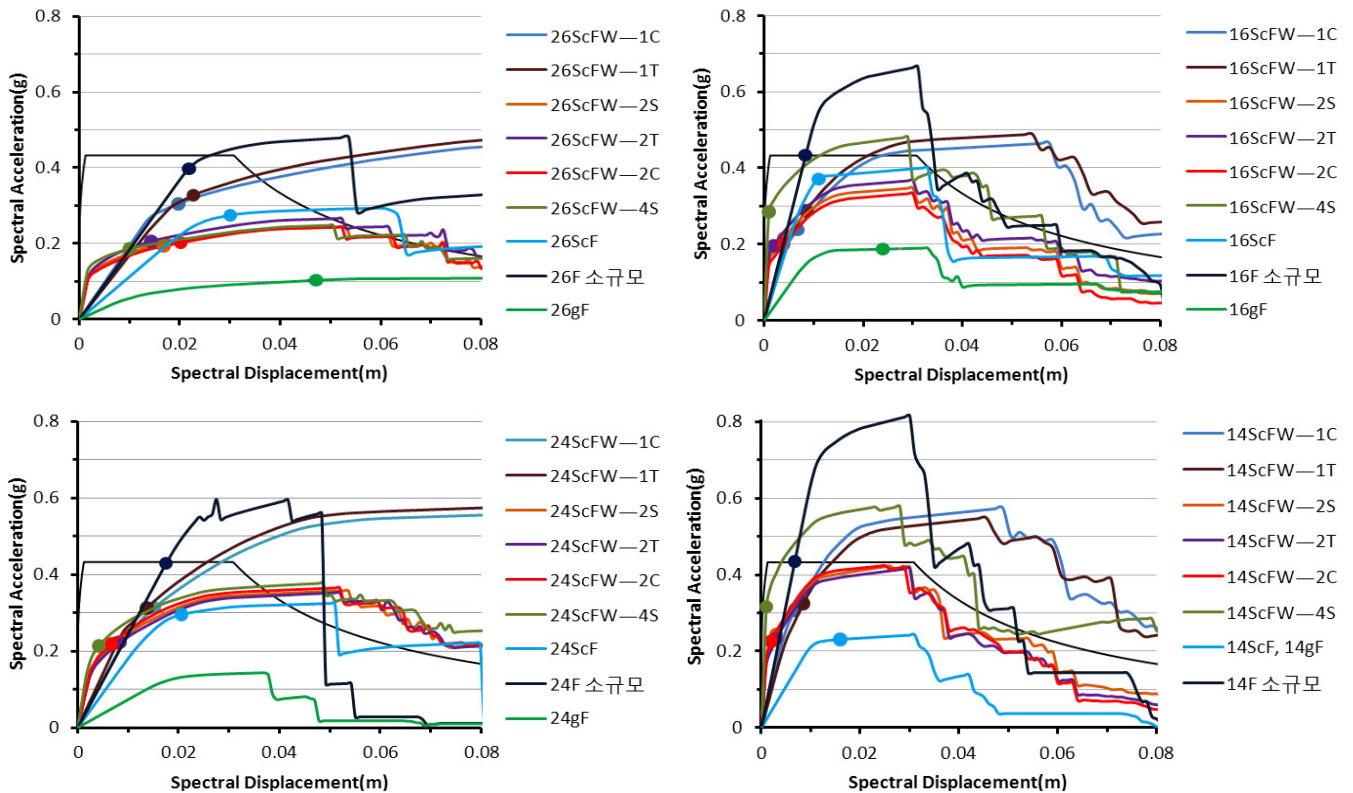 0.8
0.6
0.4
0.2
0
0
0.02
0.04
0.06
0.08
Spectral Acceleration(g)
Spectral Displacement(m)
26ScFW—1C
26ScFW—1T
26ScFW—2S
26ScFW—2T
26ScFW—2C
26ScFW—4S
26ScF
26F 소규모
26gF
0.8
0.6
0.4
0.2
0
0
0.02
0.04
0.06
0.08
Spectral Acceleration(g)
Spectral Displacement(m)
16ScFW—1C
16ScFW—1T
16ScFW—2S
16ScFW—2T
16ScFW—2C
16ScFW—4S
16ScF
16F 소규모
16gF
0.8
0.6
0.4
0.2
0
0
0.02
0.04
0.06
0.08
Spectral Acceleration(g)
Spectral Displacement(m)
24ScFW—1C
24ScFW—1T
24ScFW—2S
24ScFW—2T
24ScFW—2C
24ScFW—4S
24ScF
24F 소규모
24gF
0.8
0.6
0.4
0.2
0
0
0.02
0.04
0.06
0.08
Spectral Acceleration(g)
Spectral Displacement(m)
14ScFW—1C
14ScFW—1T
14ScFW—2S
14ScFW—2T
14ScFW—2C
14ScFW—4S
14ScF, 14gF
14F 소규모